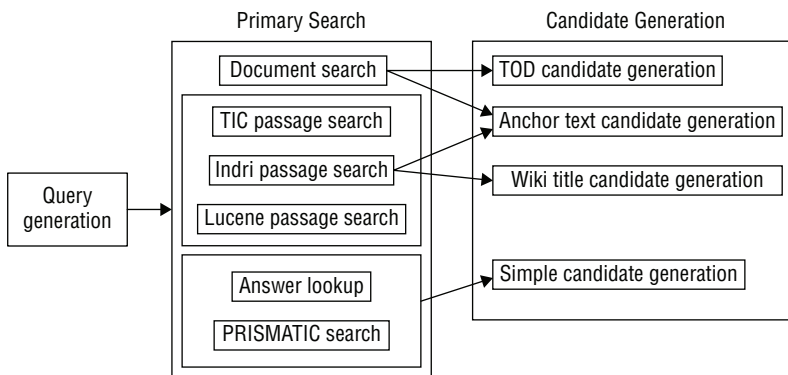 Primary Search
Candidate Generation
Query
generation
Document search
TIC passage search
Indri passage search
Lucene passage search
Answer lookup
PRISMATIC search
TOD candidate generation
Anchor text candidate generation
Wiki title candidate generation
Simple candidate generation